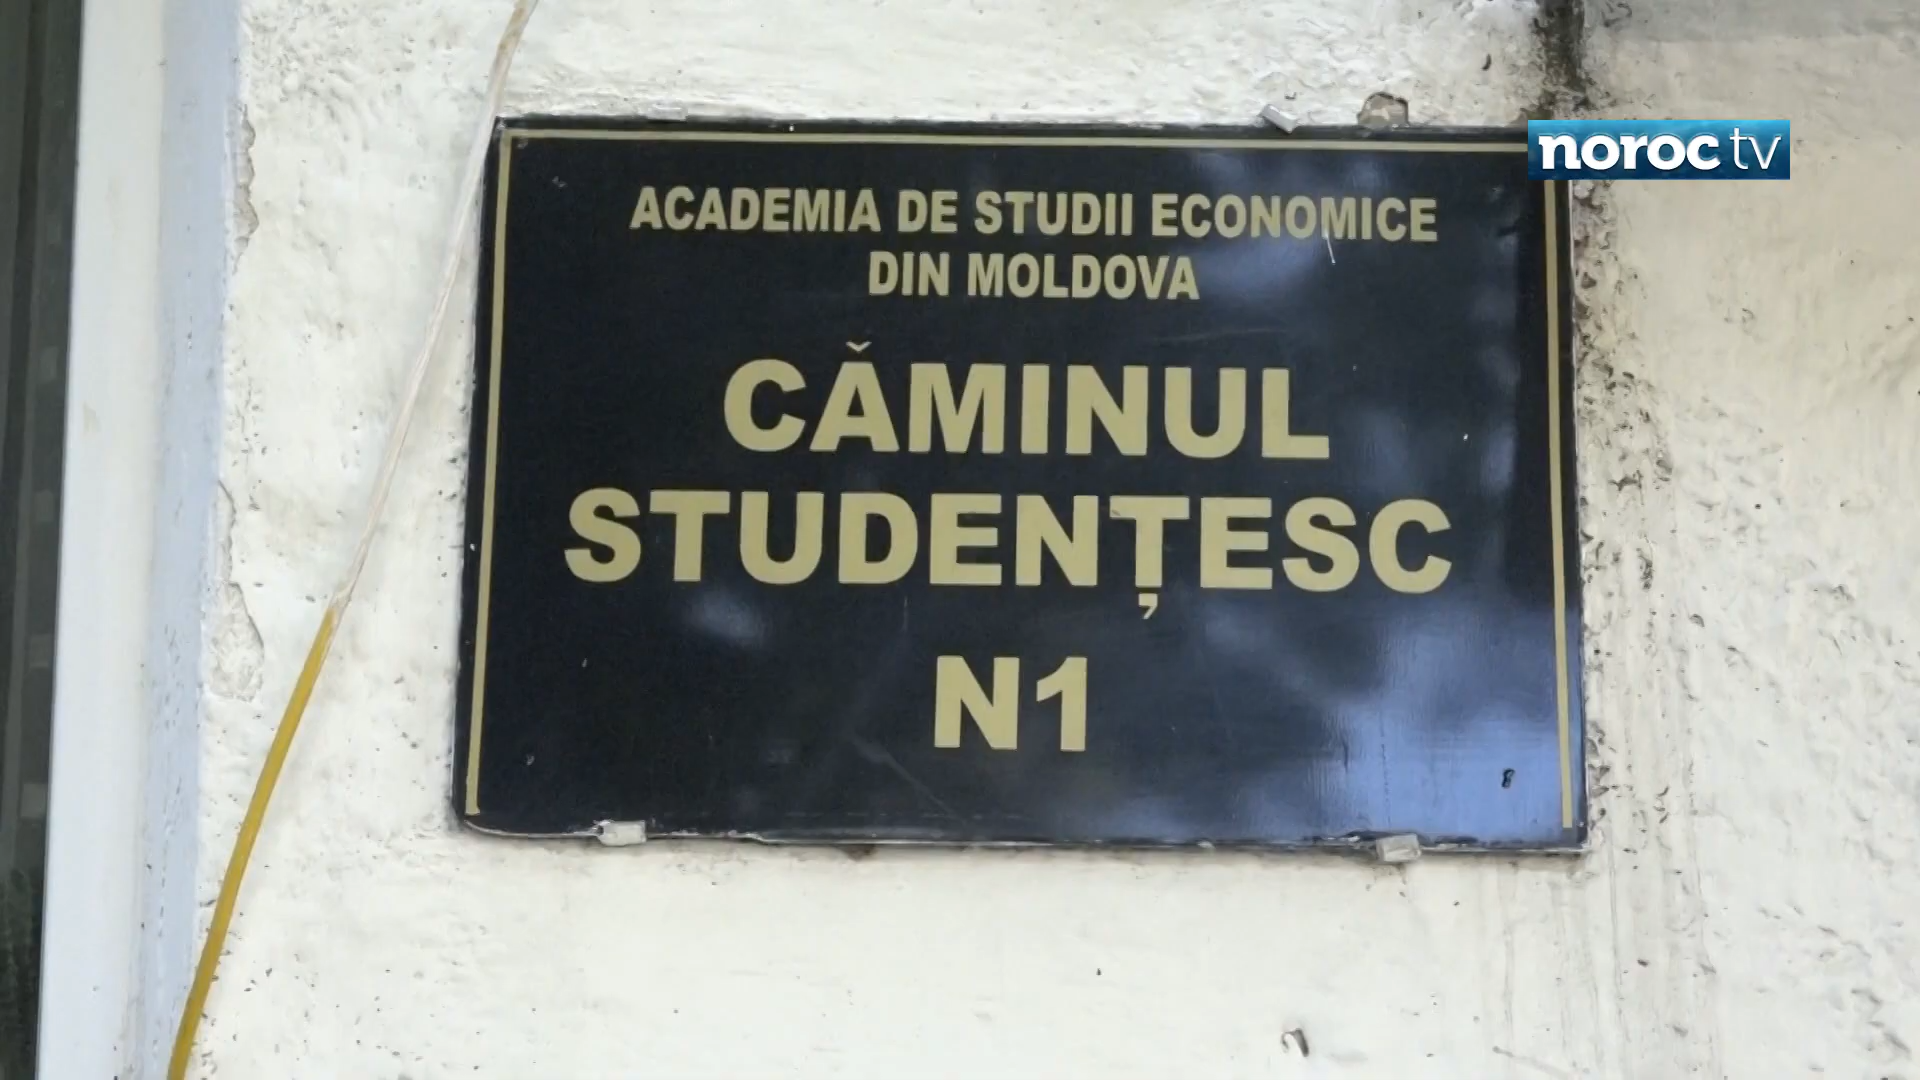 noroc tv
ACADEMIA DE STUDII ECONOMICE
DIN MOLDOVA
CĂMINUL
STUDENȚESC
N1